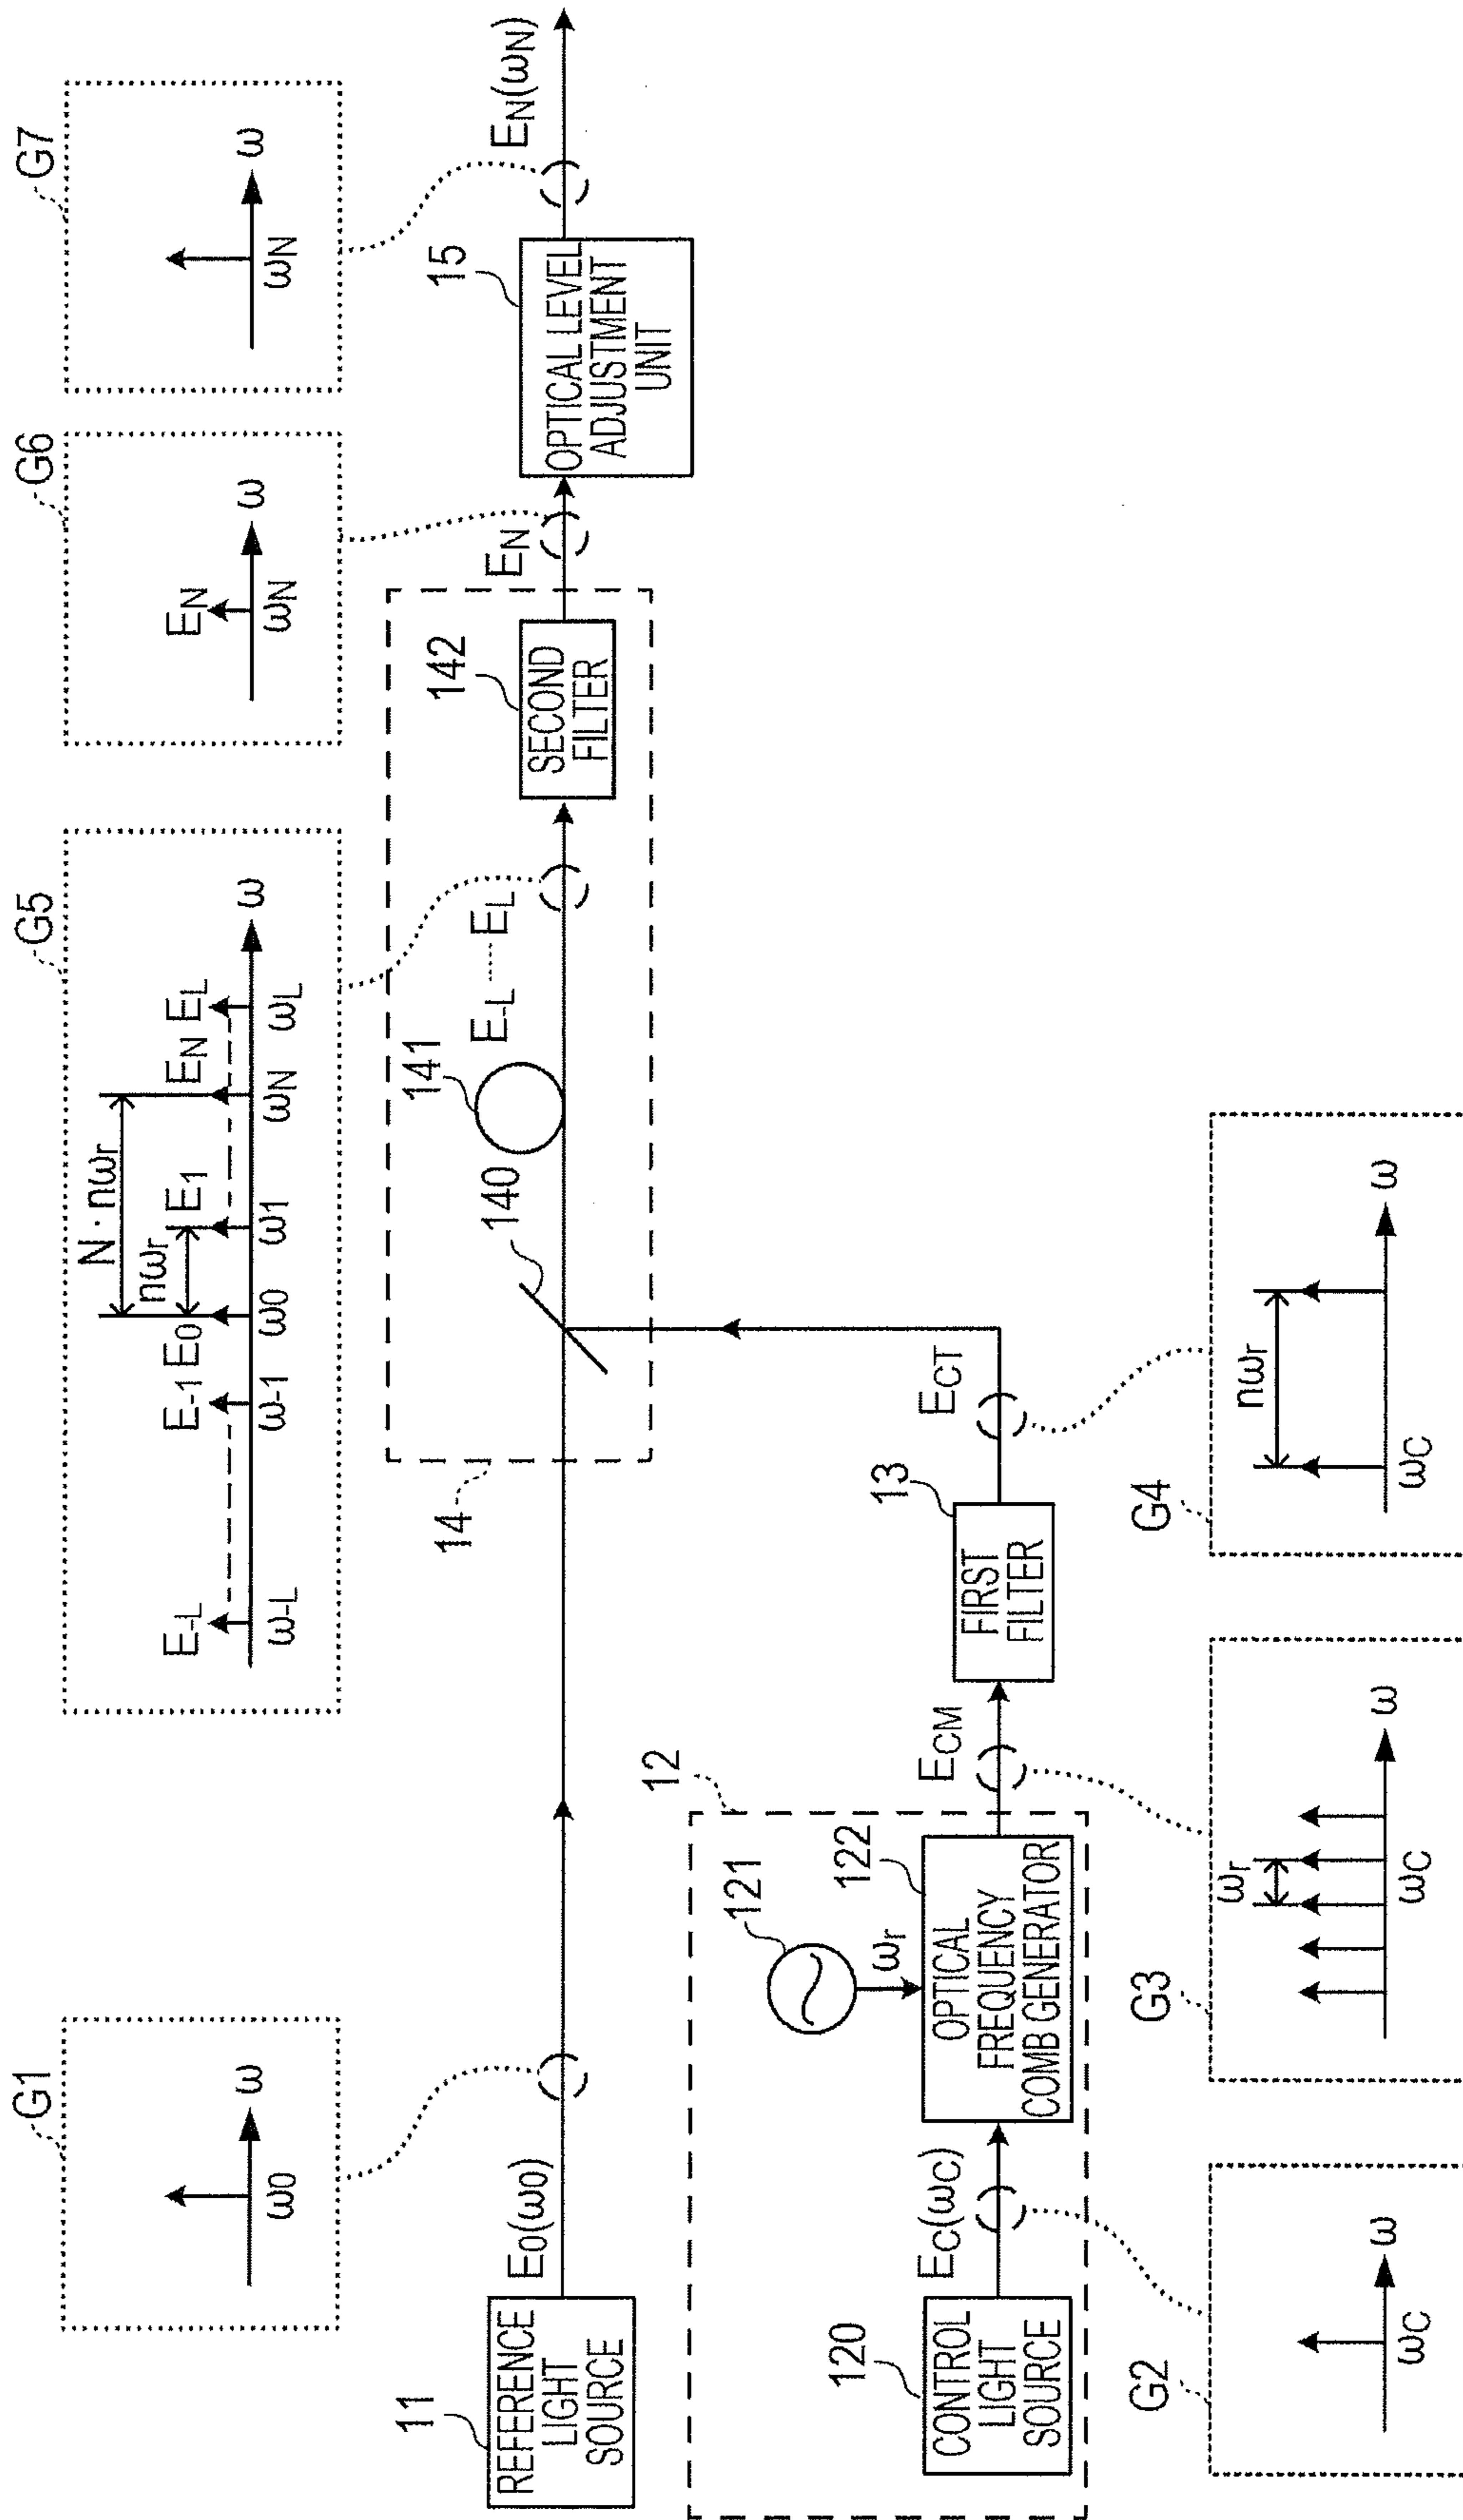 G1
ω
ω0
G5
E-L
E-1
E0
E1
EN
EL
N・nωr
nωr
ω-L
ω-1
ω0
ω1
ωN
ωL
ω
G6
EN
ωN
ω
G7
ωN
ω
11
REFERENCE
LIGHT
SOURCE
E0(ω0)
14
140
141
E-L
EL
142
SECOND
FILTER
EN
15
OPTICAL LEVEL
ADJUSTMENT
UNIT
EN(ωN)
12
120
CONTROL
LIGHT
SOURCE
EC(ωC)
121
ωr
122
OPTICAL
FREQUENCY
COMB GENERATOR
ECM
13
FIRST
FILTER
ECT
G2
ωC
ω
G3
ωr
ωC
ω
G4
nωr
ωC
ω